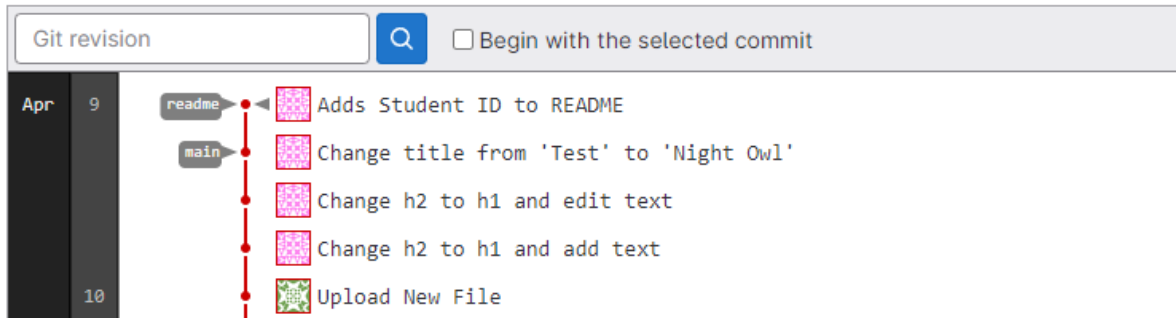 Git revision Begin with the selected commit
Apr 9 readme Adds Student ID to README
main Change title from 'Test' to 'Night Owl'
Change h2 to h1 and edit text
Change h2 to h1 and add text
10 Upload New File